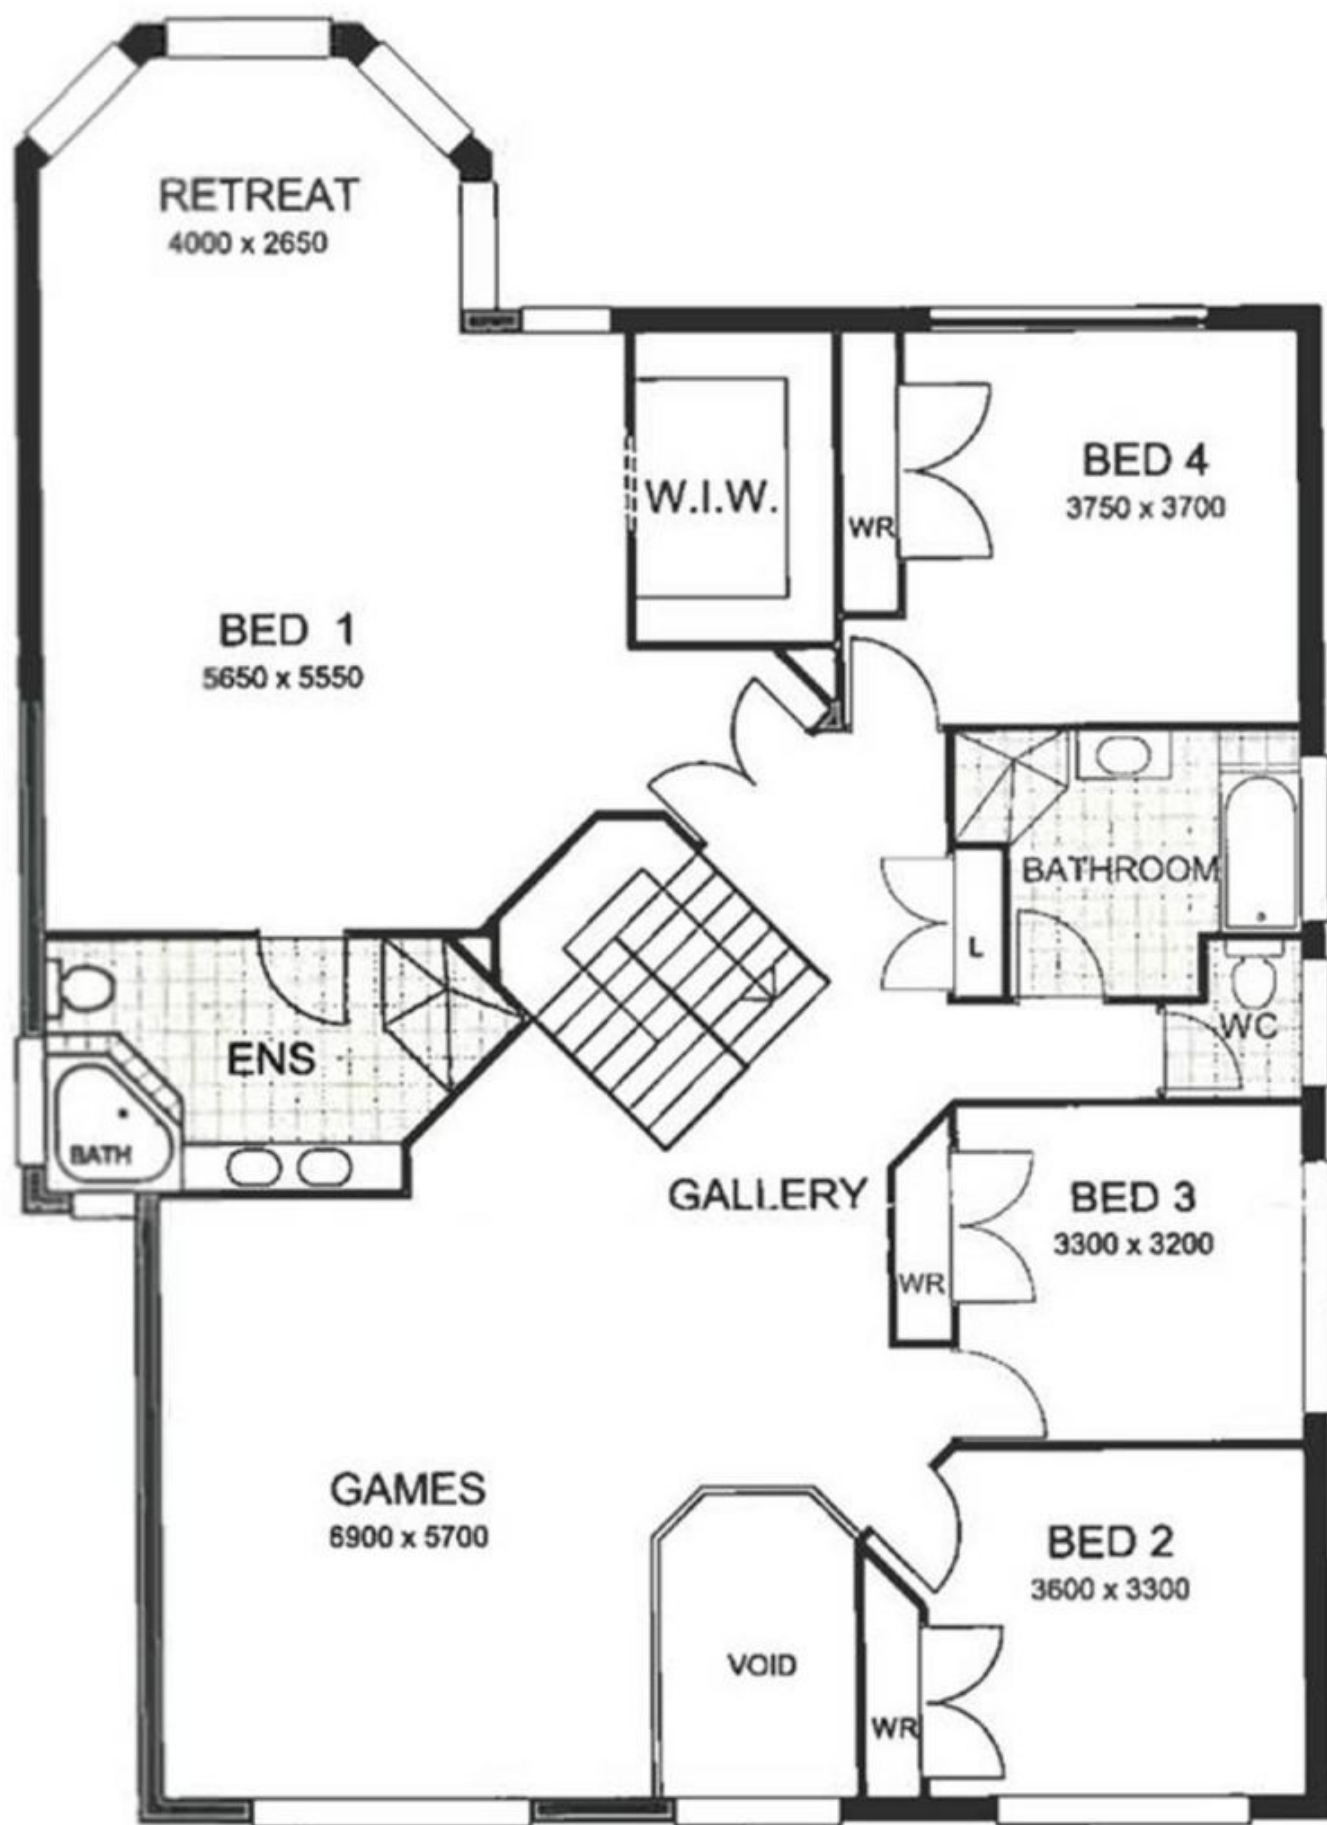 RETREAT
4000 x 2650
BED 4
3750 x 3700
W.I.W.
WR
BED 1
5650 x 5550
BATHROOM
L
WC
ENS
BATH
GALLERY
BED 3
3300 x 3200
WR
GAMES
6900 x 5700
BED 2
3600 x 3300
VOID
WR